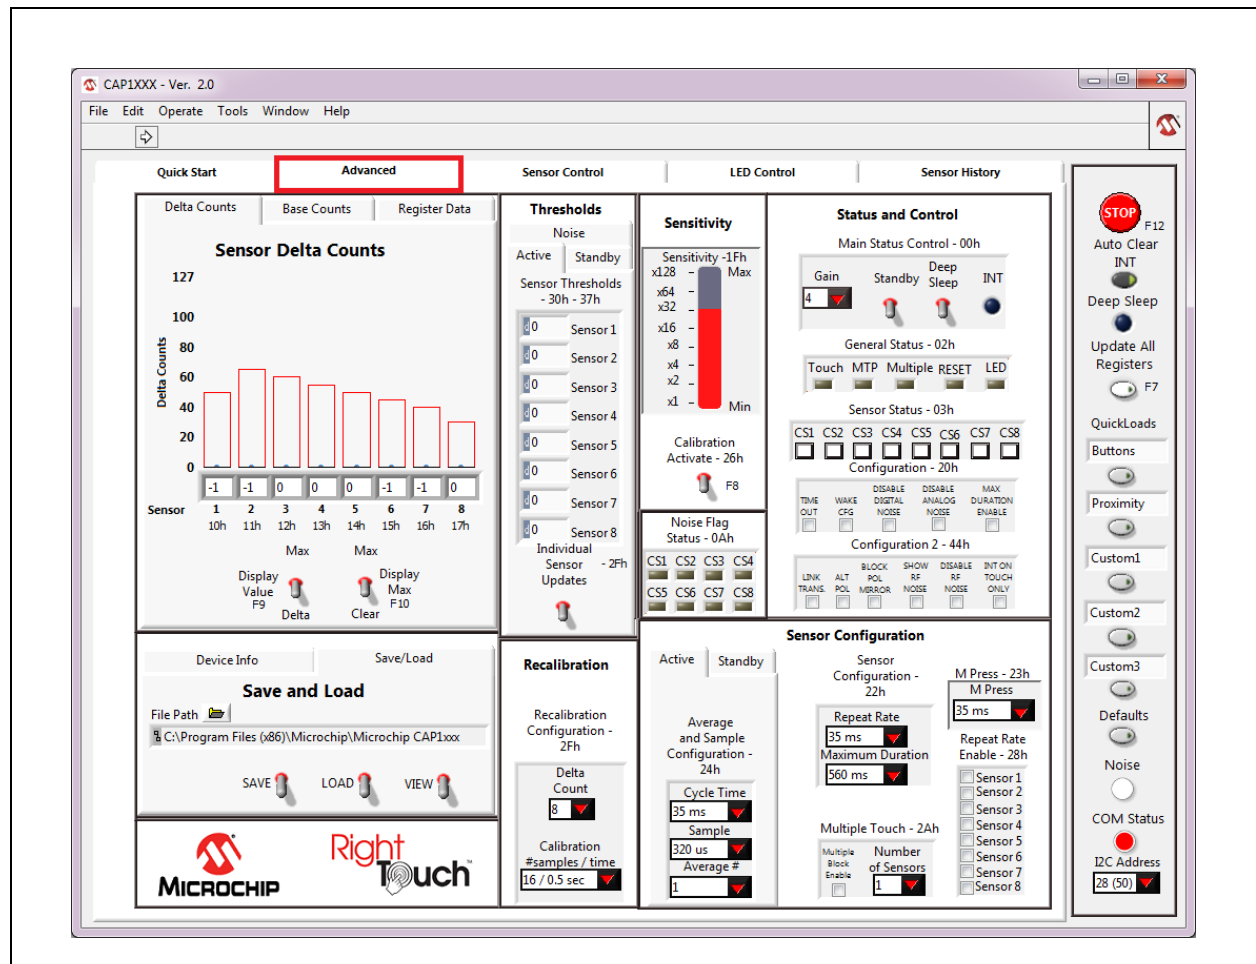 CAP1XXX - Ver. 2.0
File Edit Operate Tools Window Help
Quick Start
Advanced
Sensor Control
LED Control
Sensor History
Delta Counts
Base Counts
Register Data
Sensor Delta Counts
127
100
80
60
40
20
0
Delta Counts
-1 -1 0 0 0 -1 -1 0
Sensor 1 2 3 4 5 6 7 8
10h 11h 12h 13h 14h 15h 16h 17h
Max
Display
Value
F9
Delta
Max
Display
Max
F10
Clear
Device Info
Save/Load
Save and Load
File Path
C:\Program Files (x86)\Microchip\Microchip CAP1xxx
SAVE
LOAD
VIEW
MICROCHIP
Right
Touch
Thresholds
Noise
Active
Standby
Sensor Thresholds
- 30h - 37h
d 0 Sensor 1
d 0 Sensor 2
d 0 Sensor 3
d 0 Sensor 4
d 0 Sensor 5
d 0 Sensor 6
d 0 Sensor 7
d 0 Sensor 8
Individual
Sensor - 2Fh
Updates
Recalibration
Recalibration
Configuration -
2Fh
Delta
Count
8
Calibration
#samples / time
16 / 0.5 sec
Sensitivity
Sensitivity -1Fh
x128 Max
x64
x32
x16
x8
x4
x2
x1 Min
Calibration
Activate - 26h
F8
Noise Flag
Status - 0Ah
CS1 CS2 CS3 CS4
CS5 CS6 CS7 CS8
Status and Control
Main Status Control - 00h
Gain
4
Standby
Deep
Sleep
INT
General Status - 02h
Touch MTP Multiple RESET LED
Sensor Status - 03h
CS1 CS2 CS3 CS4 CS5 CS6 CS7 CS8
Configuration - 20h
TIME
OUT
WAKE
CFG
DISABLE
DIGITAL
NOISE
DISABLE
ANALOG
NOISE
MAX
DURATION
ENABLE
Configuration 2 - 44h
LINK
TRANS.
ALT
POL
BLOCK
POL
MIRROR
SHOW
RF
NOISE
DISABLE
RF
NOISE
INT ON
TOUCH
ONLY
Sensor Configuration
Active
Standby
Average
and Sample
Configuration -
24h
Cycle Time
35 ms
Sample
320 us
Average #
1
Sensor
Configuration -
22h
Repeat Rate
35 ms
Maximum Duration
560 ms
Multiple Touch - 2Ah
Multiple
Block
Enable
Number
of Sensors
1
M Press - 23h
M Press
35 ms
Repeat Rate
Enable - 28h
Sensor 1
Sensor 2
Sensor 3
Sensor 4
Sensor 5
Sensor 6
Sensor 7
Sensor 8
STOP
F12
Auto Clear
INT
Deep Sleep
Update All
Registers
F7
QuickLoads
Buttons
Proximity
Custom1
Custom2
Custom3
Defaults
Noise
COM Status
I2C Address
28 (50)